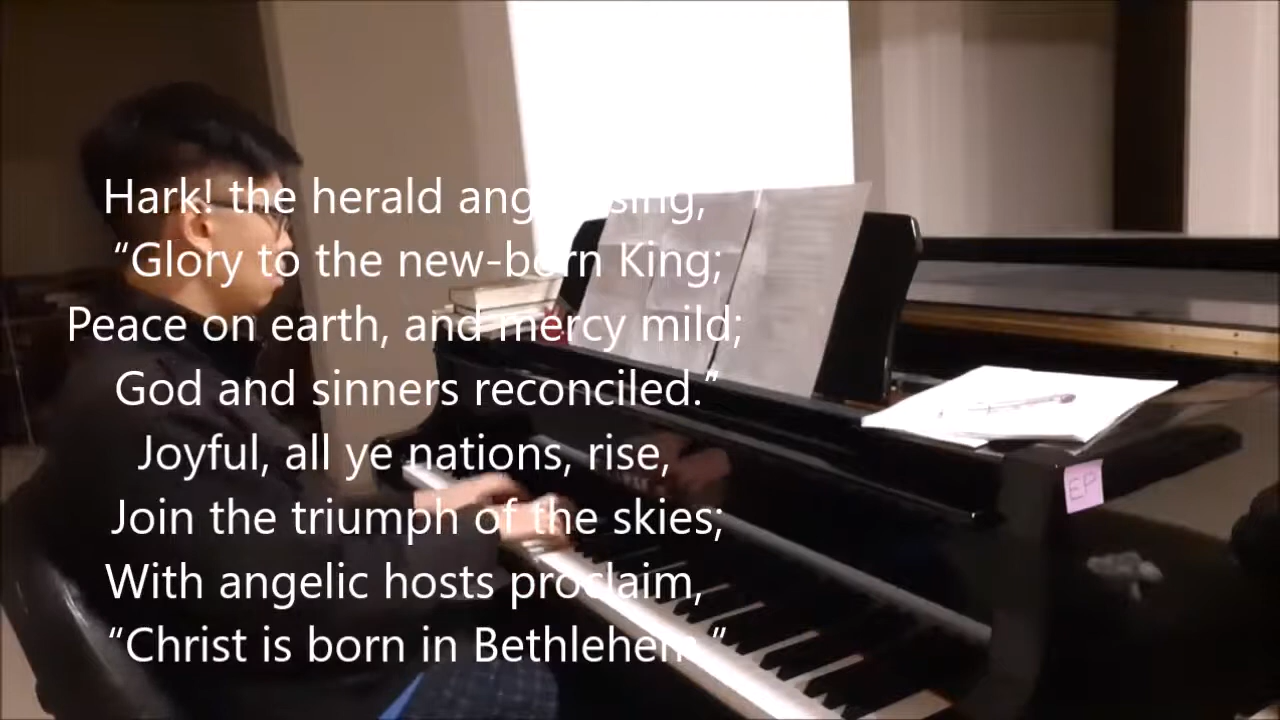 Hark! the herald angels sing,
“Glory to the new-born King;
Peace on earth, and mercy mild;
God and sinners reconciled.”
Joyful, all ye nations, rise,
Join the triumph of the skies;
With angelic hosts proclaim,
“Christ is born in Bethlehem.”
EP